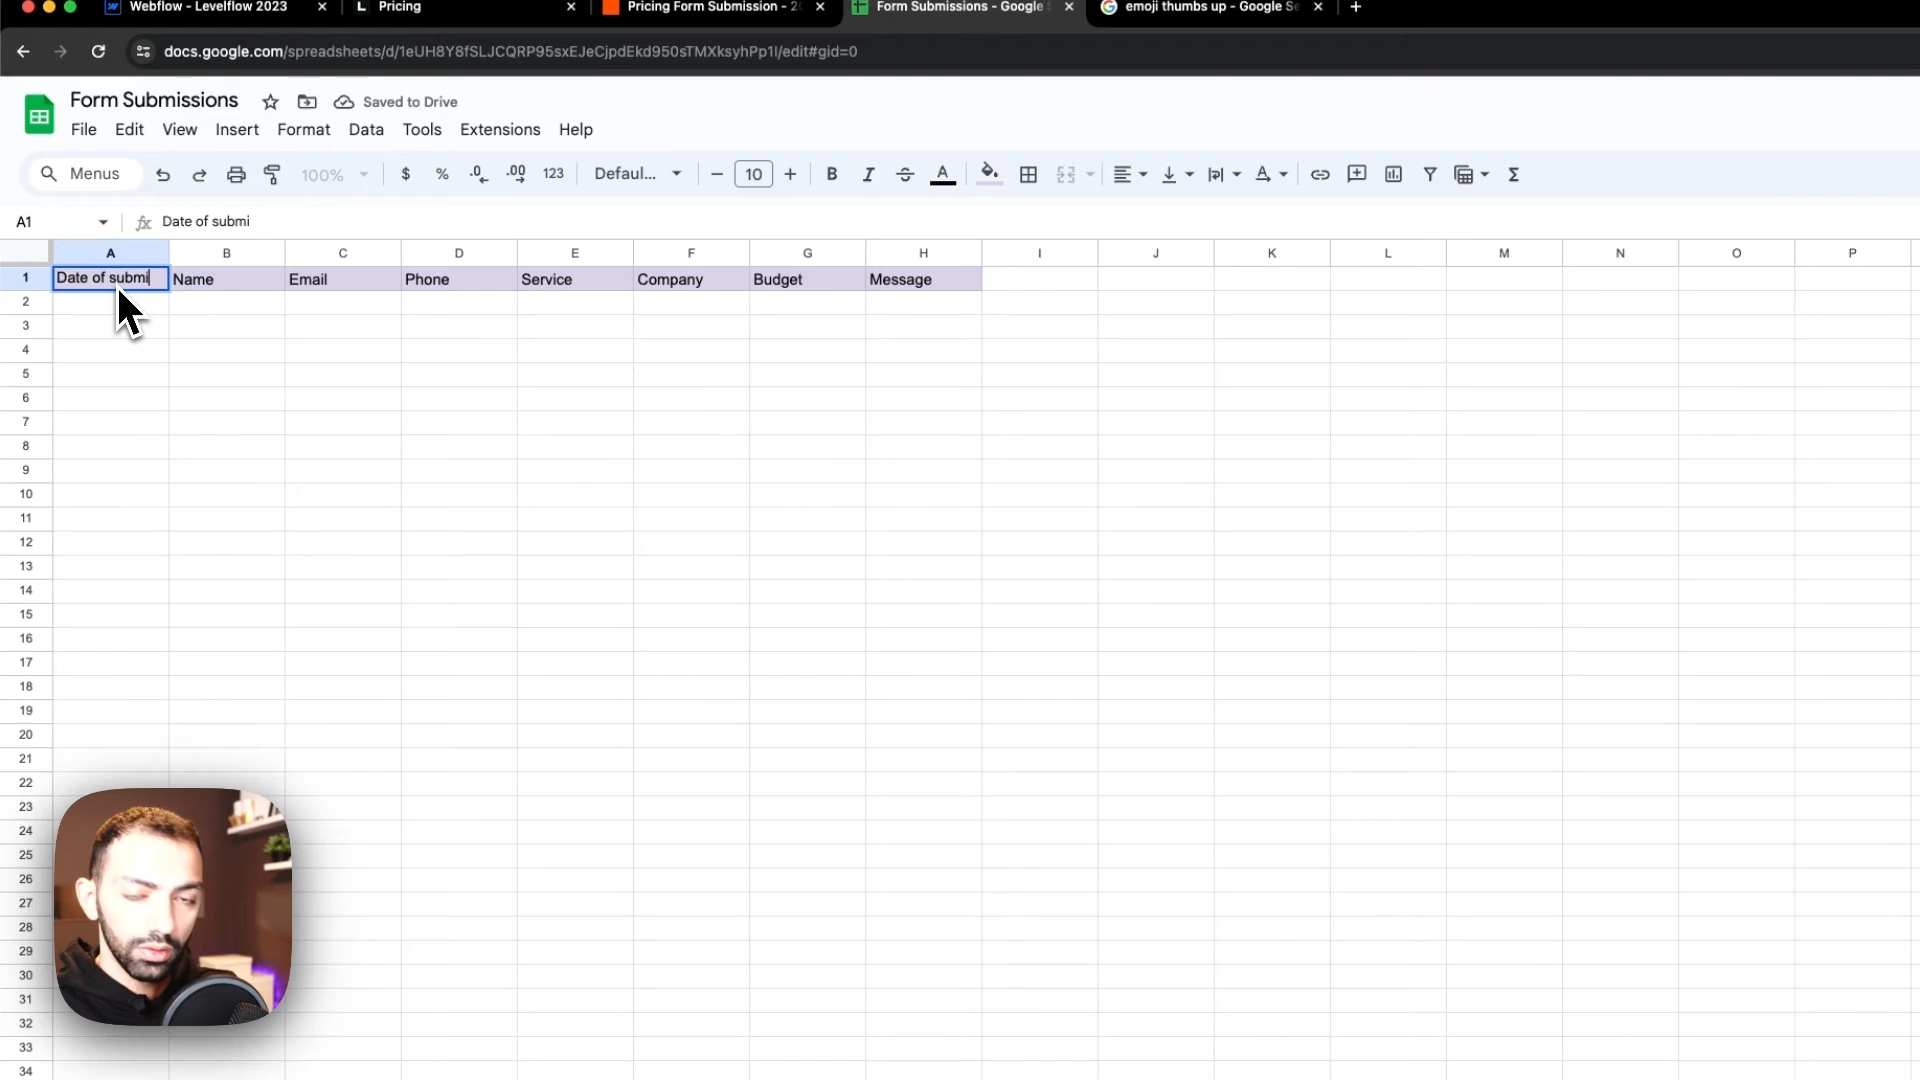 Webflow - Levelflow 2023
Pricing
Pricing Form Submission - 2
Form Submissions - Google S
emoji thumbs up - Google Se
docs.google.com/spreadsheets/d/1eUH8Y8fSLJCQRP95sxEJeCjpdEkd950sTMXksyhPp1I/edit#gid=0
Form Submissions
Saved to Drive
File Edit View Insert Format Data Tools Extensions Help
Menus 100% $ % .0 .00 123 Defaul... 10 B I S A
A1 fx Date of submi
A B C D E F G H I J K L M N O P
1 Date of submi Name Email Phone Service Company Budget Message
2
3
4
5
6
7
8
9
10
11
12
13
14
15
16
17
18
19
20
21
22
23
24
25
26
27
28
29
30
31
32
33
34